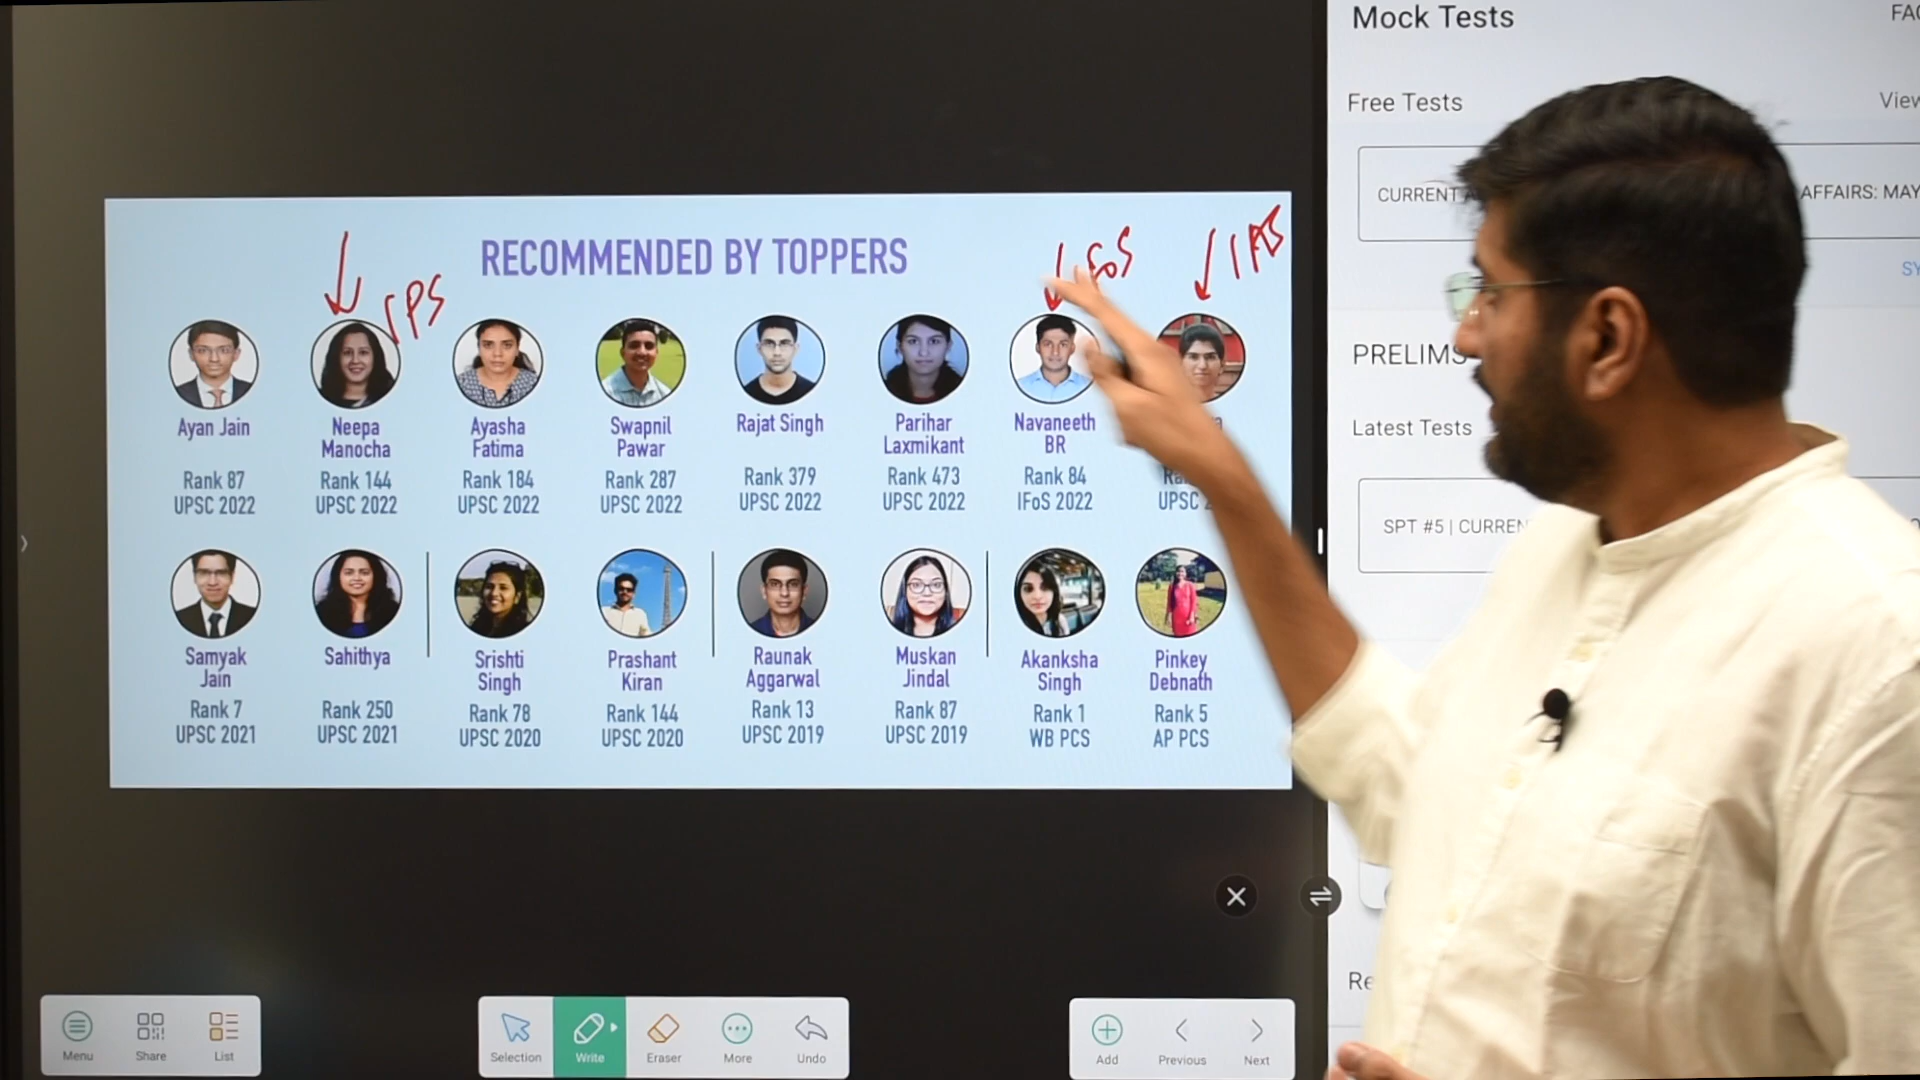 Mock Tests
Free Tests
View
CURRENT
AFFAIRS: MAY
PRELIMS
Latest Tests
SPT #5 | CURREN
RECOMMENDED BY TOPPERS
IPS
IFoS
IAS
Ayan Jain
Rank 87
UPSC 2022
Neepa
Manocha
Rank 144
UPSC 2022
Ayasha
Fatima
Rank 184
UPSC 2022
Swapnil
Pawar
Rank 287
UPSC 2022
Rajat Singh
Rank 379
UPSC 2022
Parihar
Laxmikant
Rank 473
UPSC 2022
Navaneeth
BR
Rank 84
IFoS 2022
UPSC
Samyak
Jain
Rank 7
UPSC 2021
Sahithya
Rank 250
UPSC 2021
Srishti
Singh
Rank 78
UPSC 2020
Prashant
Kiran
Rank 144
UPSC 2020
Raunak
Aggarwal
Rank 13
UPSC 2019
Muskan
Jindal
Rank 87
UPSC 2019
Akanksha
Singh
Rank 1
WB PCS
Pinkey
Debnath
Rank 5
AP PCS
Menu
Share
List
Selection
Write
Eraser
More
Undo
Add
Previous
Next